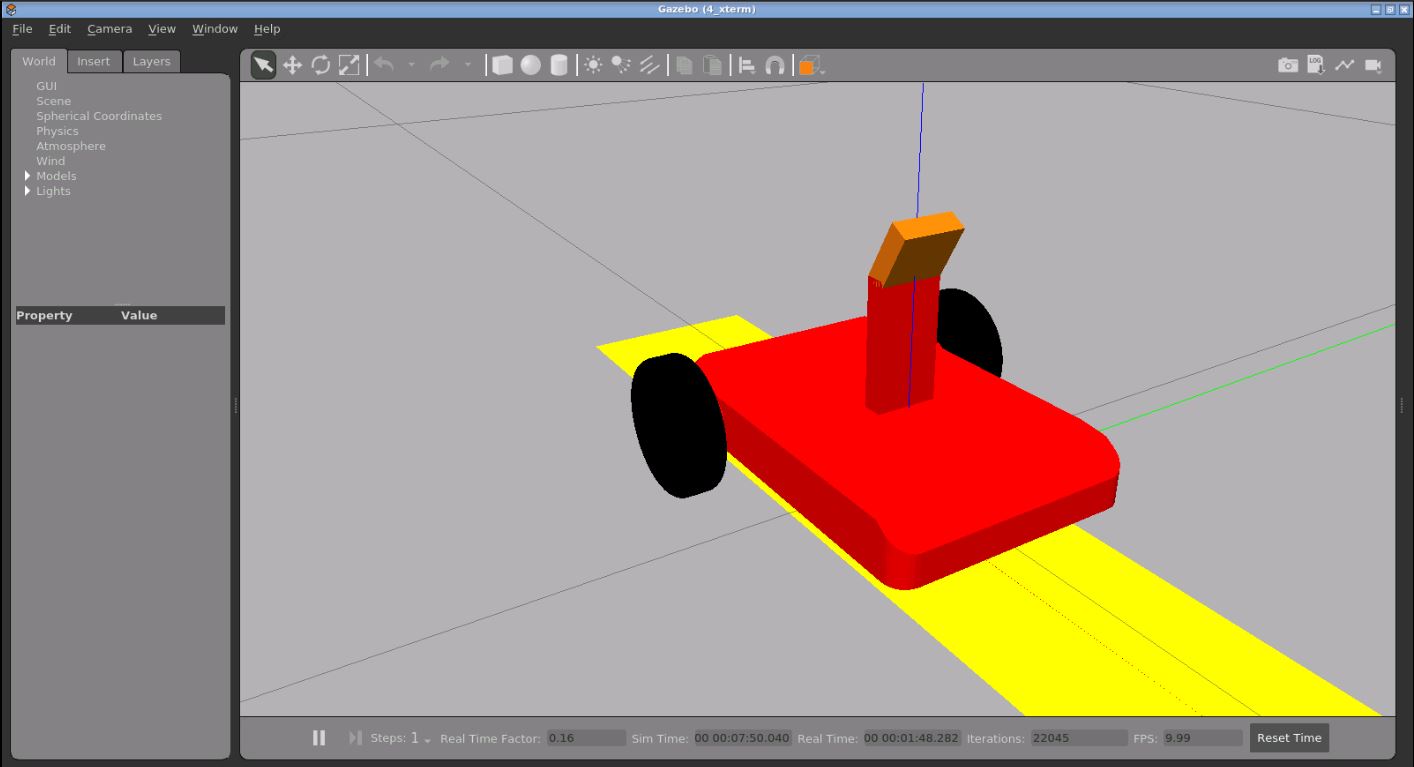 Gazebo (4_xterm)
File Edit Camera View Window Help
World Insert Layers
GUI
Scene
Spherical Coordinates
Physics
Atmosphere
Wind
Models
Lights
Property Value
LOG
Steps: 1 Real Time Factor: 0.16 Sim Time: 00 00:07:50.040 Real Time: 00 00:01:48.282 Iterations: 22045 FPS: 9.99 Reset Time